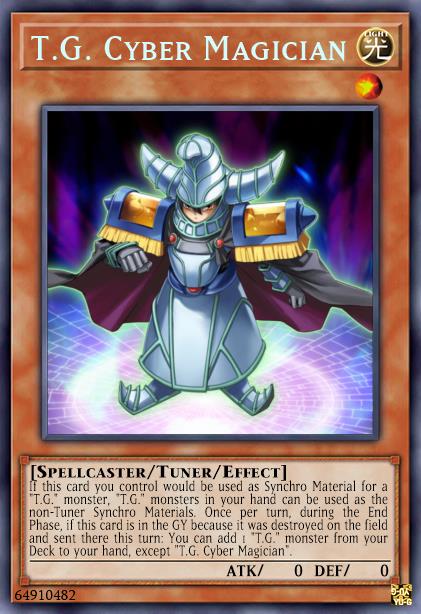 T.G. CYBER MAGICIAN
LIGHT
光
[SPELLCASTER/TUNER/EFFECT]
If this card you control would be used as Synchro Material for a
"T.G." monster, "T.G." monsters in your hand can be used as the
non-Tuner Synchro Materials. Once per turn, during the End
Phase, if this card is in the GY because it was destroyed on the field
and sent there this turn: You can add 1 "T.G." monster from your
Deck to your hand, except "T.G. Cyber Magician".
ATK/ 0 DEF/ 0
64910482